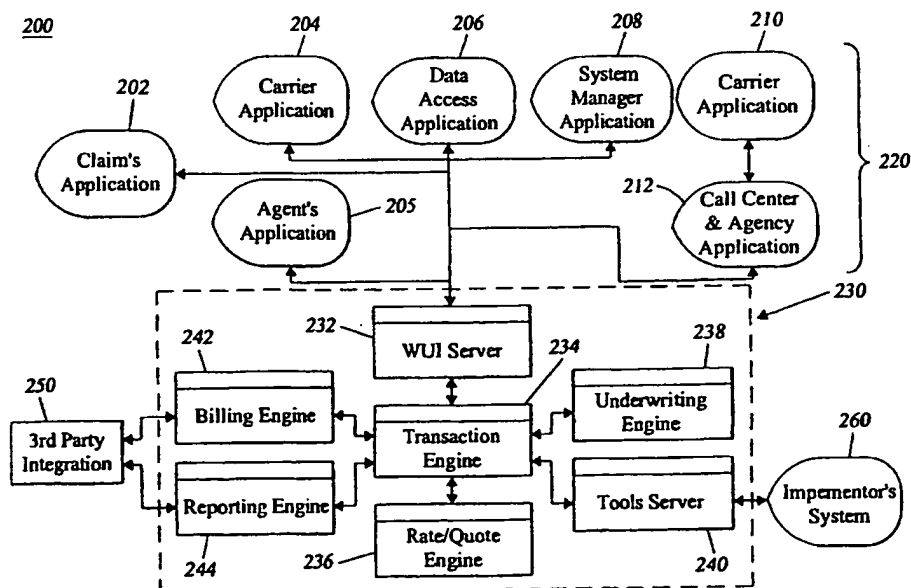 200
204
206
208
210
202
Carrier
Application
Data
Access
Application
System
Manager
Application
Carrier
Application
220
Claim's
Application
212
Agent's
Application
205
Call Center
& Agency
Application
230
232
WUI Server
242
234
238
250
Billing Engine
Underwriting
Engine
3rd Party
Integration
Transaction
Engine
260
Reporting Engine
Tools Server
Impementor's
System
244
236
Rate/Quote
Engine
240